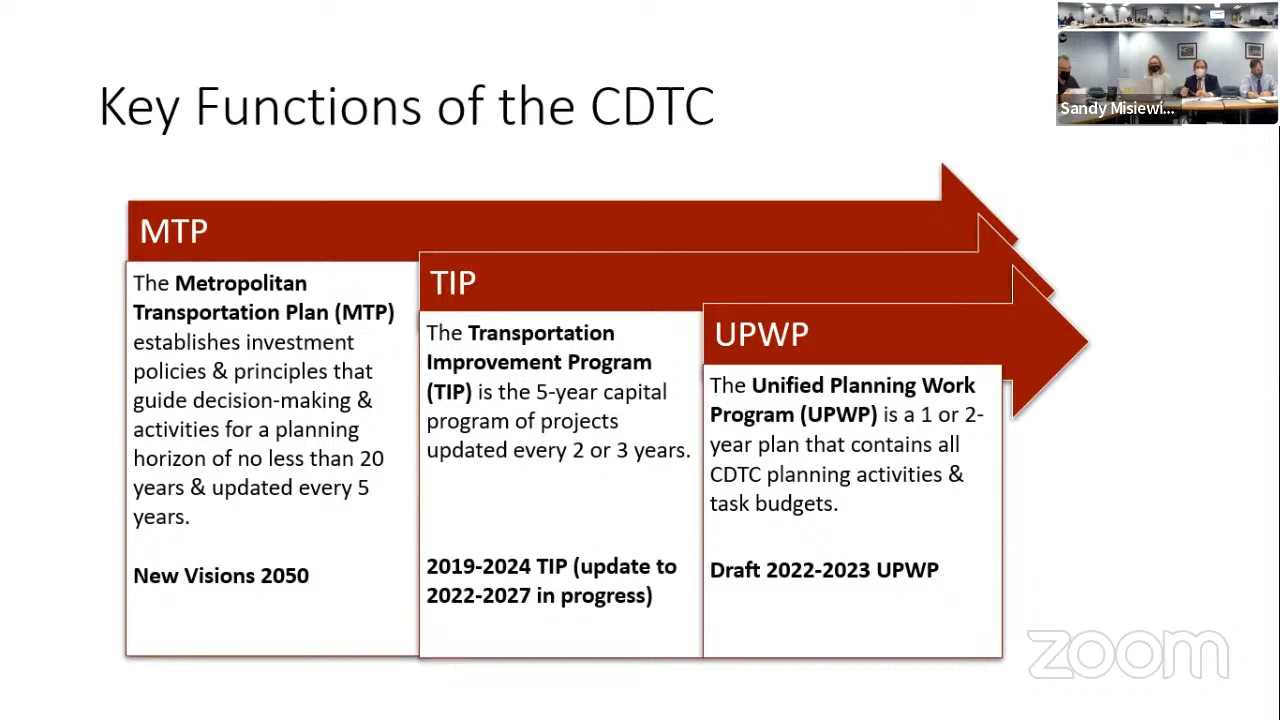 Key Functions of the CDTC
Sandy Misiewi...
MTP
The Metropolitan
Transportation Plan (MTP)
establishes investment
policies & principles that
guide decision-making &
activities for a planning
horizon of no less than 20
years & updated every 5
years.
New Visions 2050
TIP
The Transportation
Improvement Program
(TIP) is the 5-year capital
program of projects
updated every 2 or 3 years.
2019-2024 TIP (update to
2022-2027 in progress)
UPWP
The Unified Planning Work
Program (UPWP) is a 1 or 2-
year plan that contains all
CDTC planning activities &
task budgets.
Draft 2022-2023 UPWP
zoom